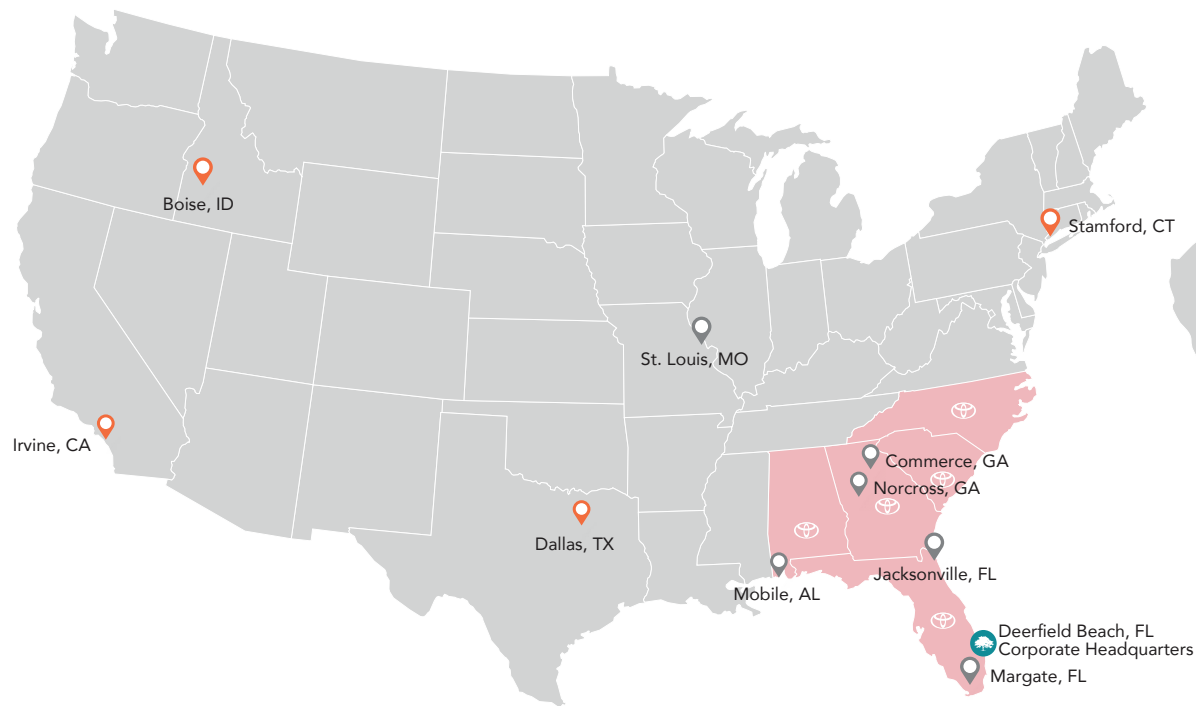 Boise, ID
Stamford, CT
St. Louis, MO
Irvine, CA
Commerce, GA
Norcross, GA
Dallas, TX
Jacksonville, FL
Mobile, AL
Deerfield Beach, FL
Corporate Headquarters
Margate, FL